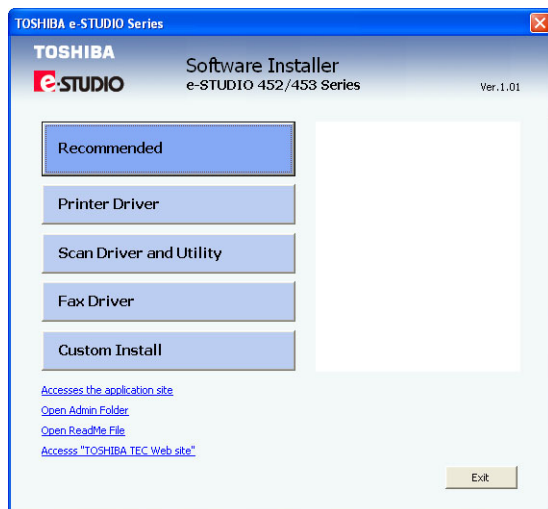 TOSHIBA e-STUDIO Series
TOSHIBA
e-STUDIO
Software Installer
e-STUDIO 452/453 Series
Ver.1.01
Recommended
Printer Driver
Scan Driver and Utility
Fax Driver
Custom Install
Accesses the application site
Open Admin Folder
Open ReadMe File
Accesss "TOSHIBA TEC Web site"
Exit